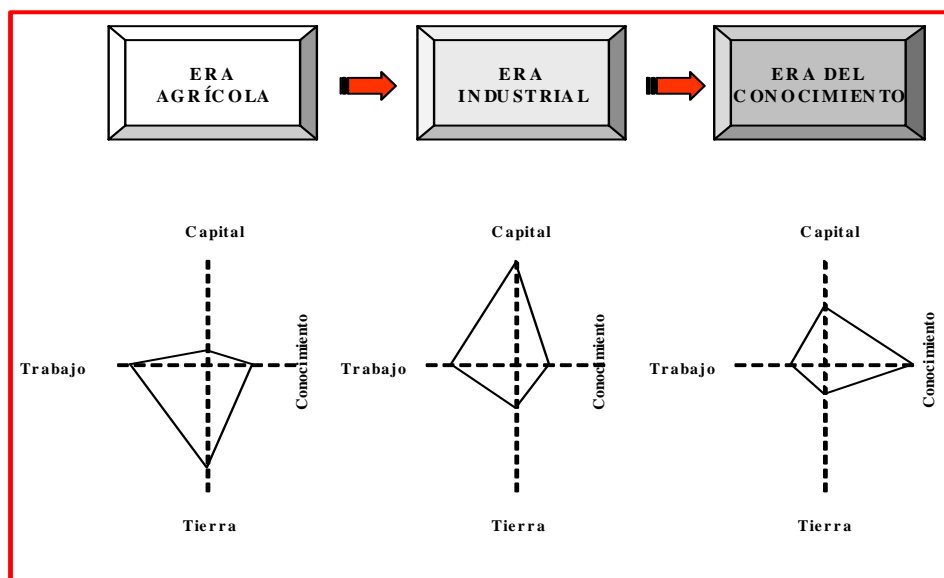 ERA
AGRÍCOLA
ERA
INDUSTRIAL
ERA DEL
CONOCIMIENTO
Capital
Trabajo
Conocimiento
Tierra
Capital
Trabajo
Conocimiento
Tierra
Capital
Trabajo
Conocimiento
Tierra